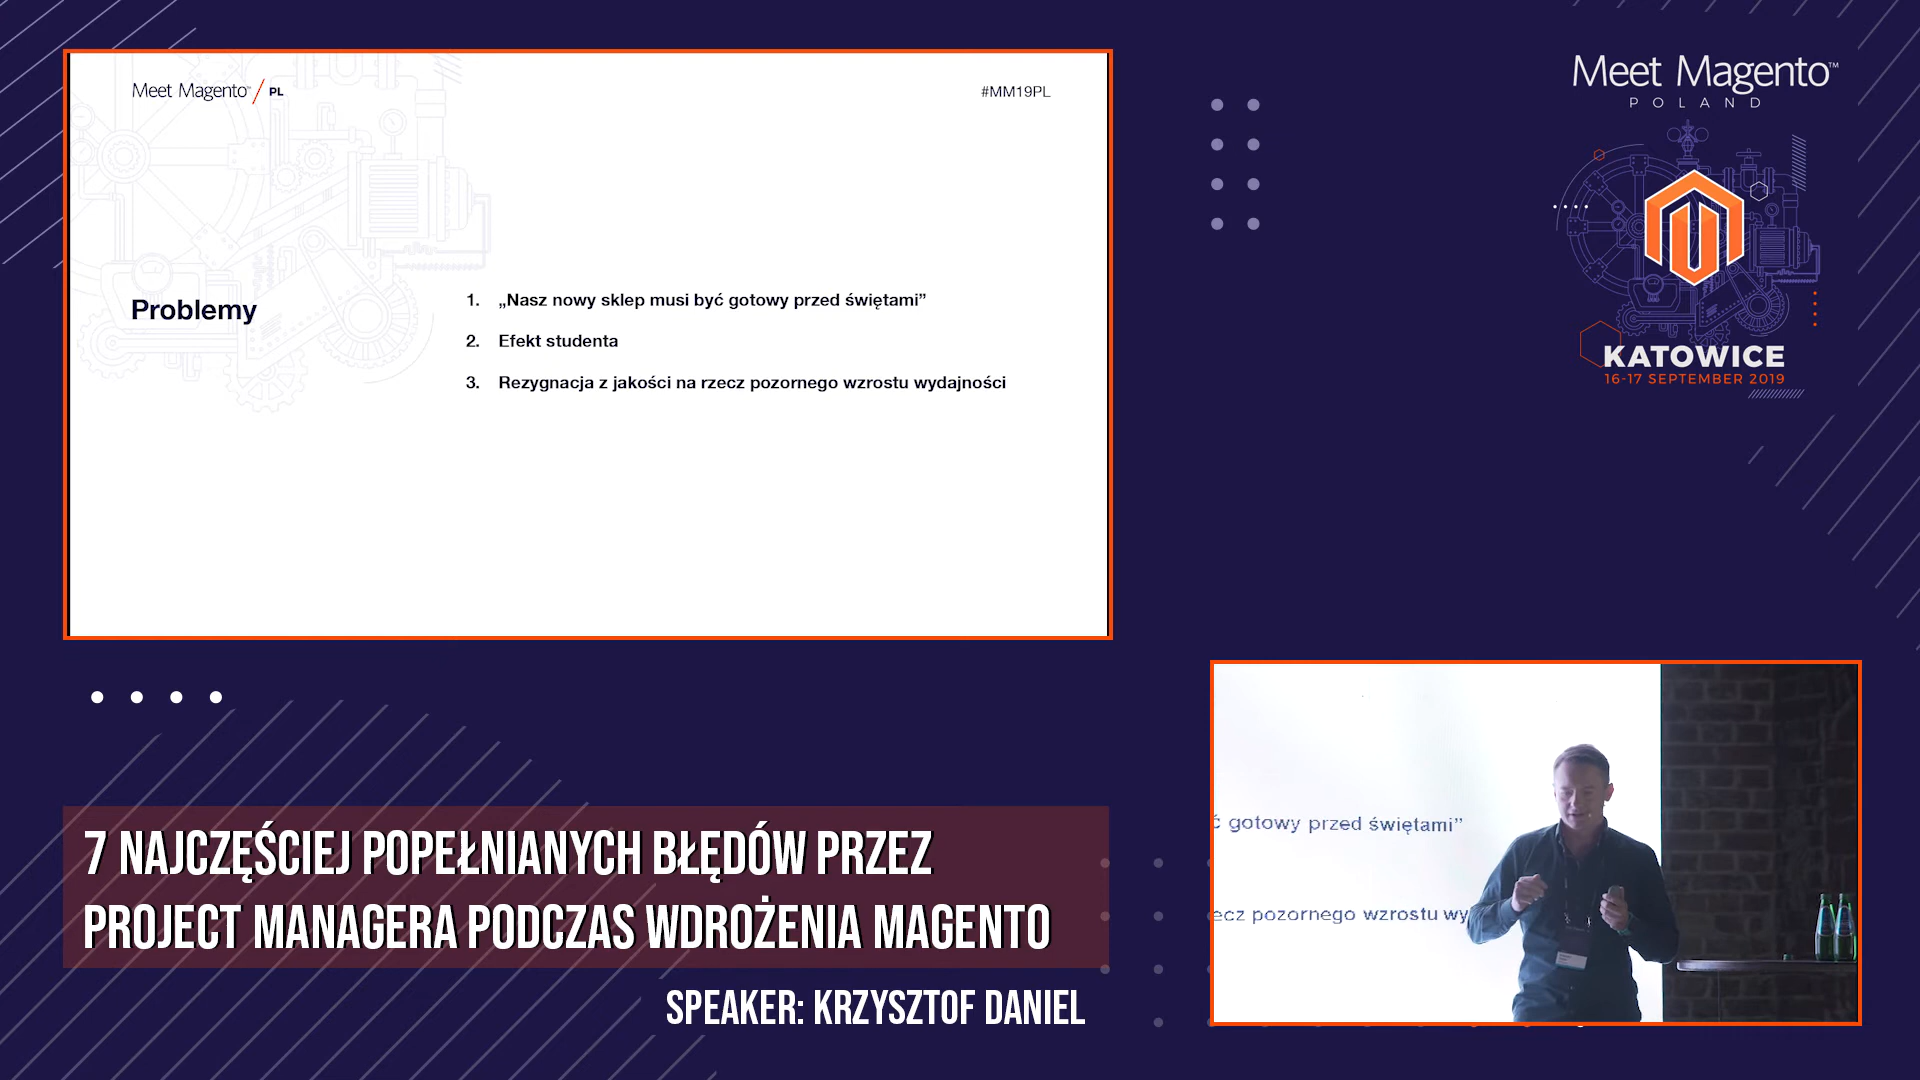 Meet Magento™ / PL
#MM19PL
Problemy
1. „Nasz nowy sklep musi być gotowy przed świętami”
2. Efekt studenta
3. Rezygnacja z jakości na rzecz pozornego wzrostu wydajności
Meet Magento™
POLAND
KATOWICE
16-17 SEPTEMBER 2019
ć gotowy przed świętami”
ecz pozornego wzrostu wy
7 NAJCZĘŚCIEJ POPEŁNIANYCH BŁĘDÓW PRZEZ
PROJECT MANAGERA PODCZAS WDROŻENIA MAGENTO
SPEAKER: KRZYSZTOF DANIEL